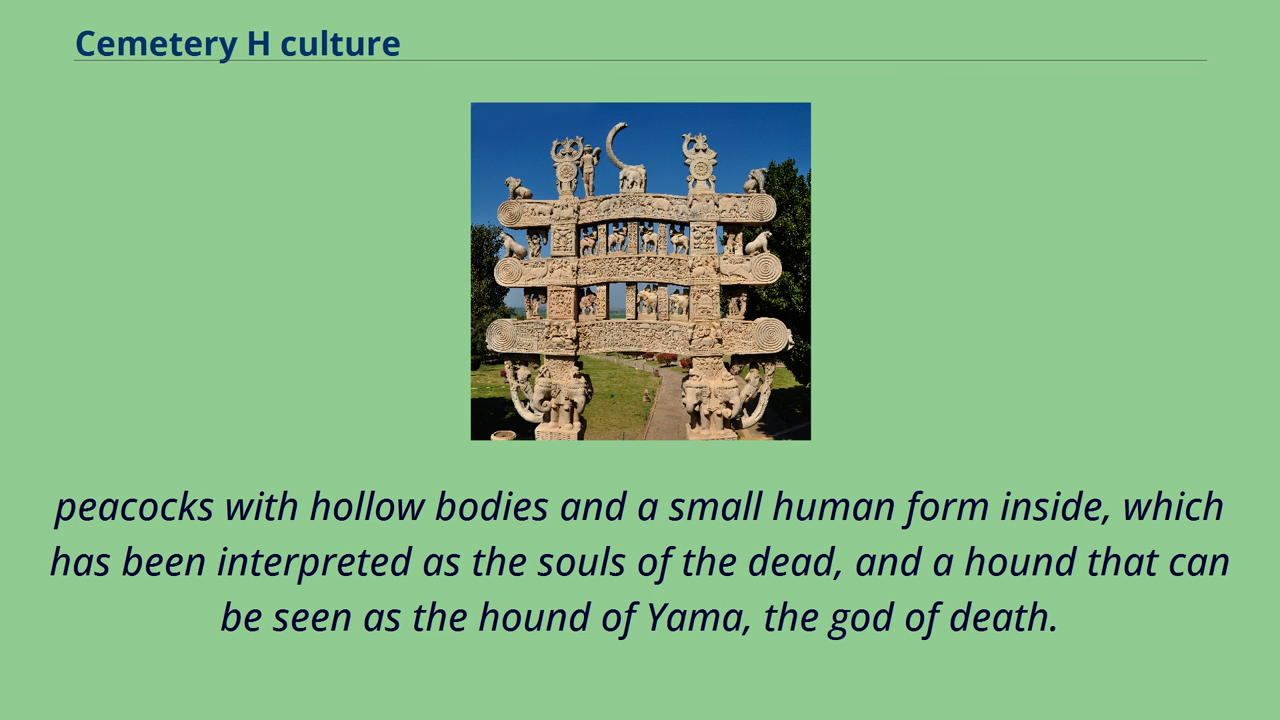 Cemetery H culture
peacocks with hollow bodies and a small human form inside, which
has been interpreted as the souls of the dead, and a hound that can
be seen as the hound of Yama, the god of death.